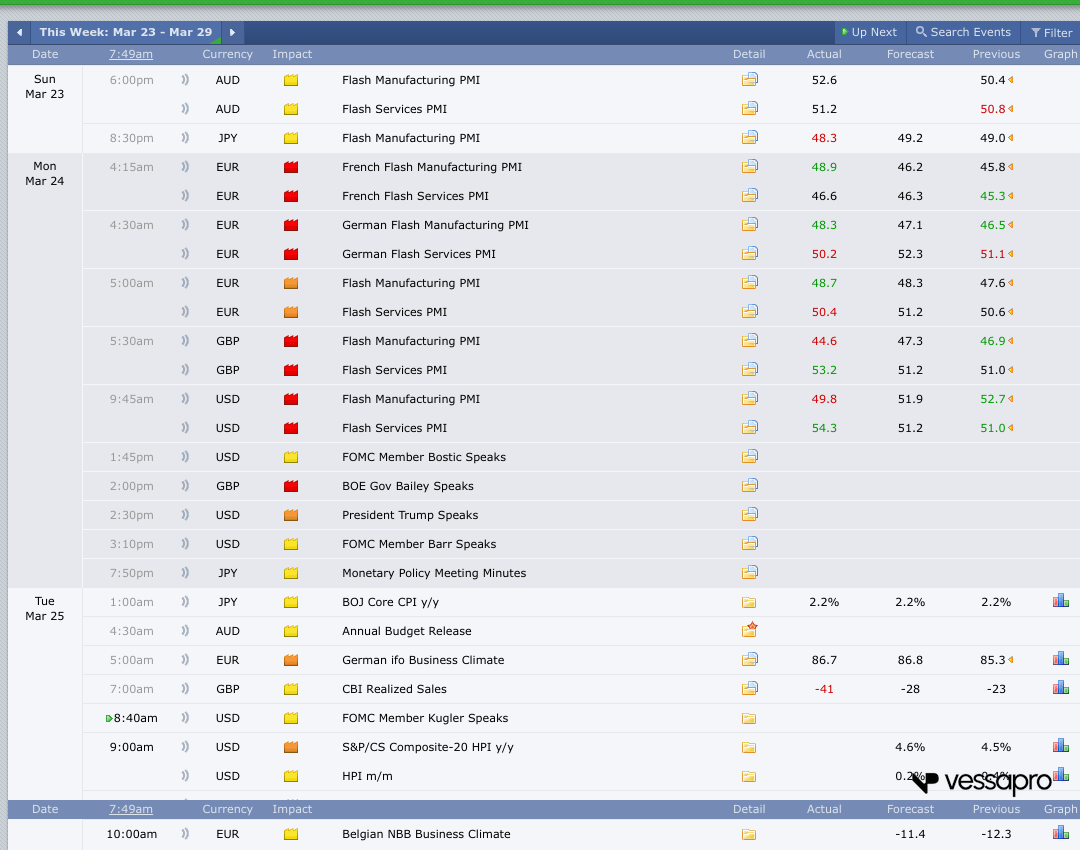 This Week: Mar 23 - Mar 29 Up Next Search Events Filter
Date 7:49am Currency Impact Detail Actual Forecast Previous Graph
Sun Mar 23 6:00pm AUD Flash Manufacturing PMI 52.6 50.4
AUD Flash Services PMI 51.2 50.8
8:30pm JPY Flash Manufacturing PMI 48.3 49.2 49.0
Mon Mar 24 4:15am EUR French Flash Manufacturing PMI 48.9 46.2 45.8
EUR French Flash Services PMI 46.6 46.3 45.3
4:30am EUR German Flash Manufacturing PMI 48.3 47.1 46.5
EUR German Flash Services PMI 50.2 52.3 51.1
5:00am EUR Flash Manufacturing PMI 48.7 48.3 47.6
EUR Flash Services PMI 50.4 51.2 50.6
5:30am GBP Flash Manufacturing PMI 44.6 47.3 46.9
GBP Flash Services PMI 53.2 51.2 51.0
9:45am USD Flash Manufacturing PMI 49.8 51.9 52.7
USD Flash Services PMI 54.3 51.2 51.0
1:45pm USD FOMC Member Bostic Speaks
2:00pm GBP BOE Gov Bailey Speaks
2:30pm USD President Trump Speaks
3:10pm USD FOMC Member Barr Speaks
7:50pm JPY Monetary Policy Meeting Minutes
Tue Mar 25 1:00am JPY BOJ Core CPI y/y 2.2% 2.2% 2.2%
4:30am AUD Annual Budget Release
5:00am EUR German ifo Business Climate 86.7 86.8 85.3
7:00am GBP CBI Realized Sales -41 -28 -23
8:40am USD FOMC Member Kugler Speaks
9:00am USD S&P/CS Composite-20 HPI y/y 4.6% 4.5%
USD HPI m/m 0.2% 0.4%
vessapro
Date 7:49am Currency Impact Detail Actual Forecast Previous Graph
10:00am EUR Belgian NBB Business Climate -11.4 -12.3